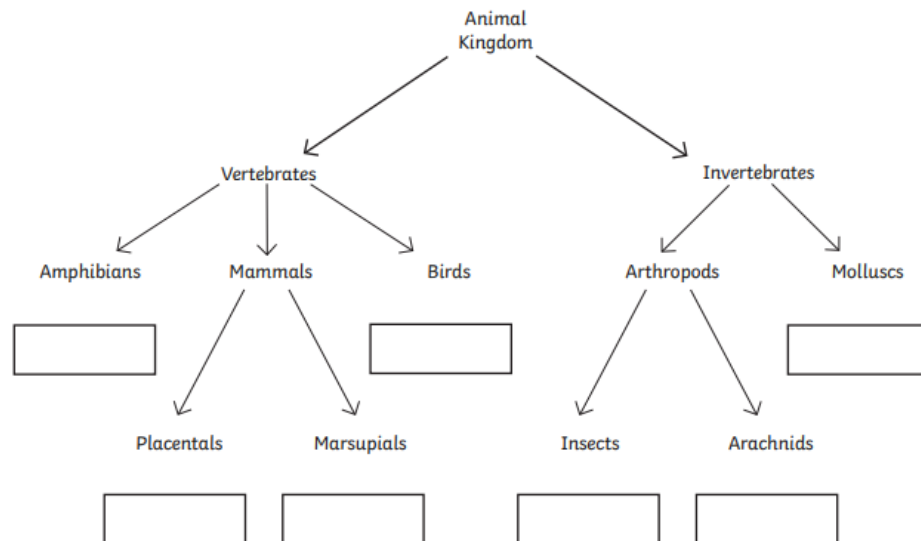 Animal
Kingdom
Vertebrates
Invertebrates
Amphibians
Mammals
Birds
Arthropods
Molluscs
Placentals
Marsupials
Insects
Arachnids